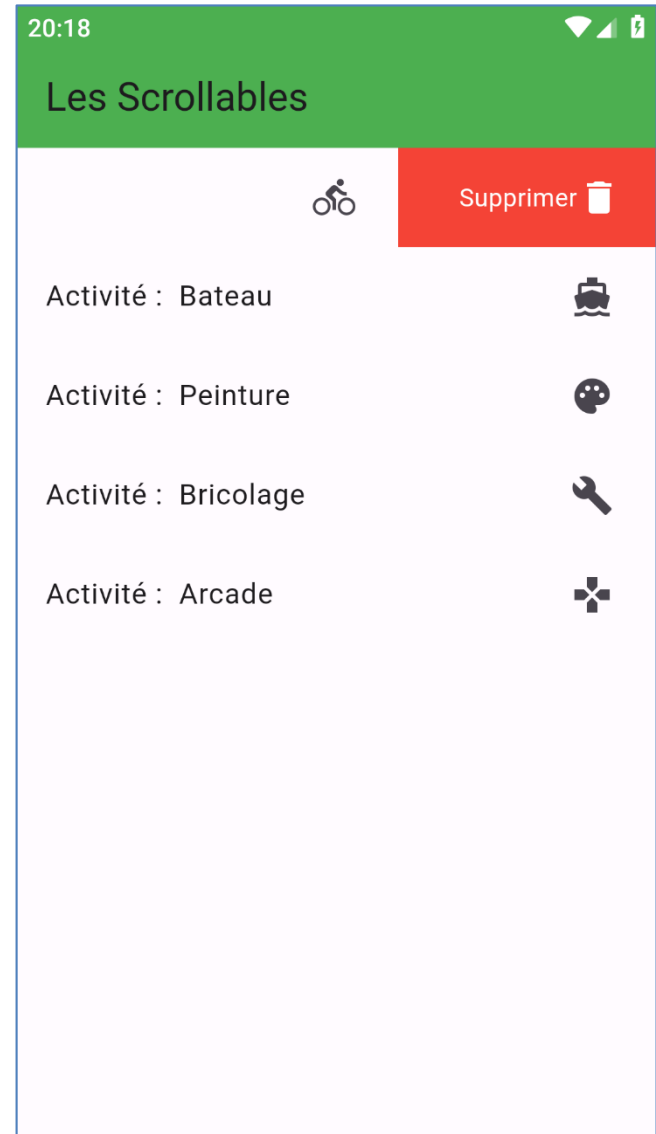 20:18
Les Scrollables
Supprimer
Activité : Bateau
Activité : Peinture
Activité : Bricolage
Activité : Arcade